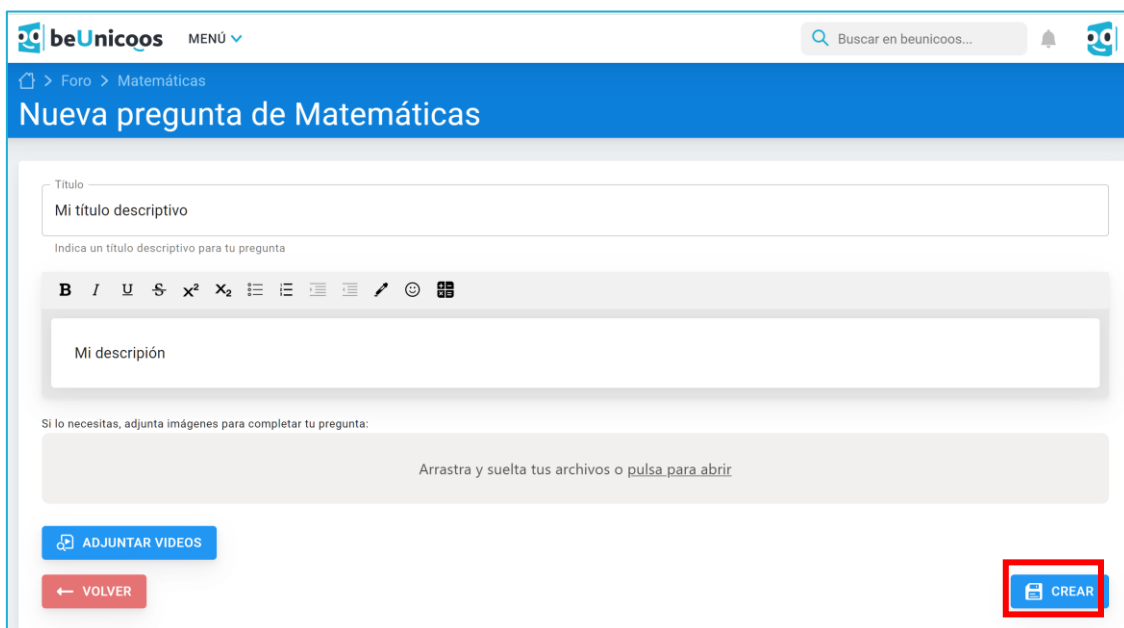 beUnicoos MENÚ Buscar en beunicoos...
> Foro > Matemáticas
Nueva pregunta de Matemáticas
Título
Mi título descriptivo
Indica un título descriptivo para tu pregunta
B I U S X² X₂
Mi descripión
Si lo necesitas, adjunta imágenes para completar tu pregunta:
Arrastra y suelta tus archivos o pulsa para abrir
ADJUNTAR VIDEOS
← VOLVER CREAR